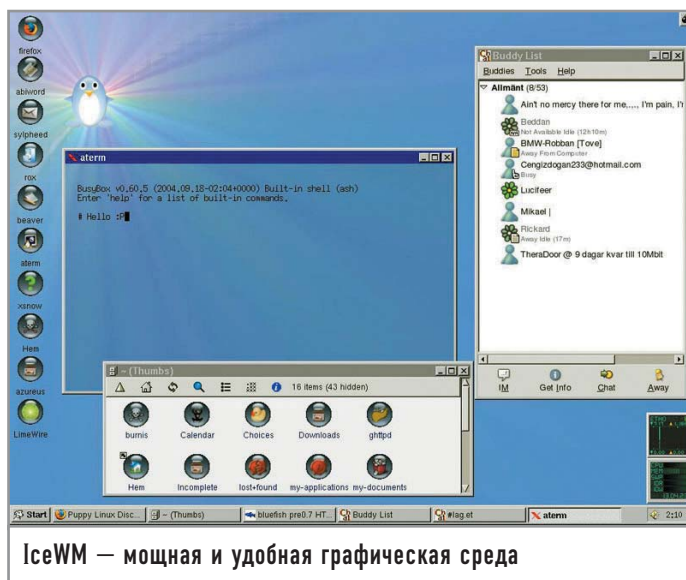 firefox
abiword
sylpheed
rox
beaver
aterm
xsnow
Hem
azureus
LimeWire
aterm
BusyBox v0.60.5 (2004.09.18-02:04+0000) Built-in shell (ash)
Enter 'help' for a list of built-in commands.
# Hello :P
Buddy List
Buddies Tools Help
Allmänt (8/53)
Ain't no mercy there for me,...., I'm pain, I'r
Beddan
Not Available Idle (12h10m)
BMW-Robban [Tove]
Away From Computer
Cengizdogan233@hotmail.com
Busy
Lucifeer
Mikael |
Rickard
Away Idle (17m)
TheraDoor @ 9 dagar kvar till 10Mbit
IM Get Info Chat Away
~ (Thumbs)
16 items (43 hidden)
burnis Calendar Choices Downloads ghttpd
Hem Incomplete lost+found my-applications my-documents
Start Puppy Linux Disc... ~ (Thumbs) bluefish pre0.7 HT... Buddy List #lag.et aterm 2:10
IceWM — мощная и удобная графическая среда